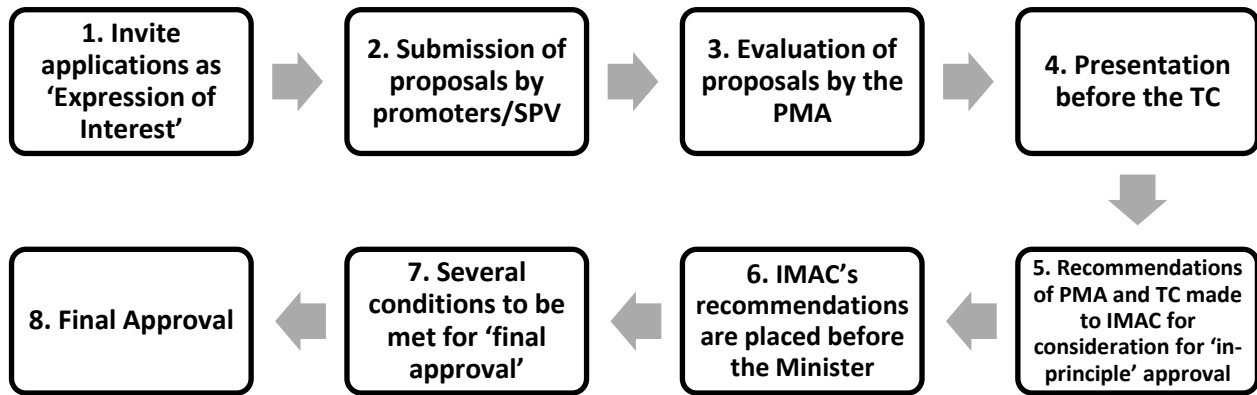 1. Invite
applications as
‘Expression of
Interest’
2. Submission of
proposals by
promoters/SPV
3. Evaluation of
proposals by the
PMA
4. Presentation
before the TC
5. Recommendations
of PMA and TC made
to IMAC for
consideration for ‘in-
principle’ approval
6. IMAC’s
recommendations
are placed before
the Minister
7. Several
conditions to be
met for ‘final
approval’
8. Final Approval